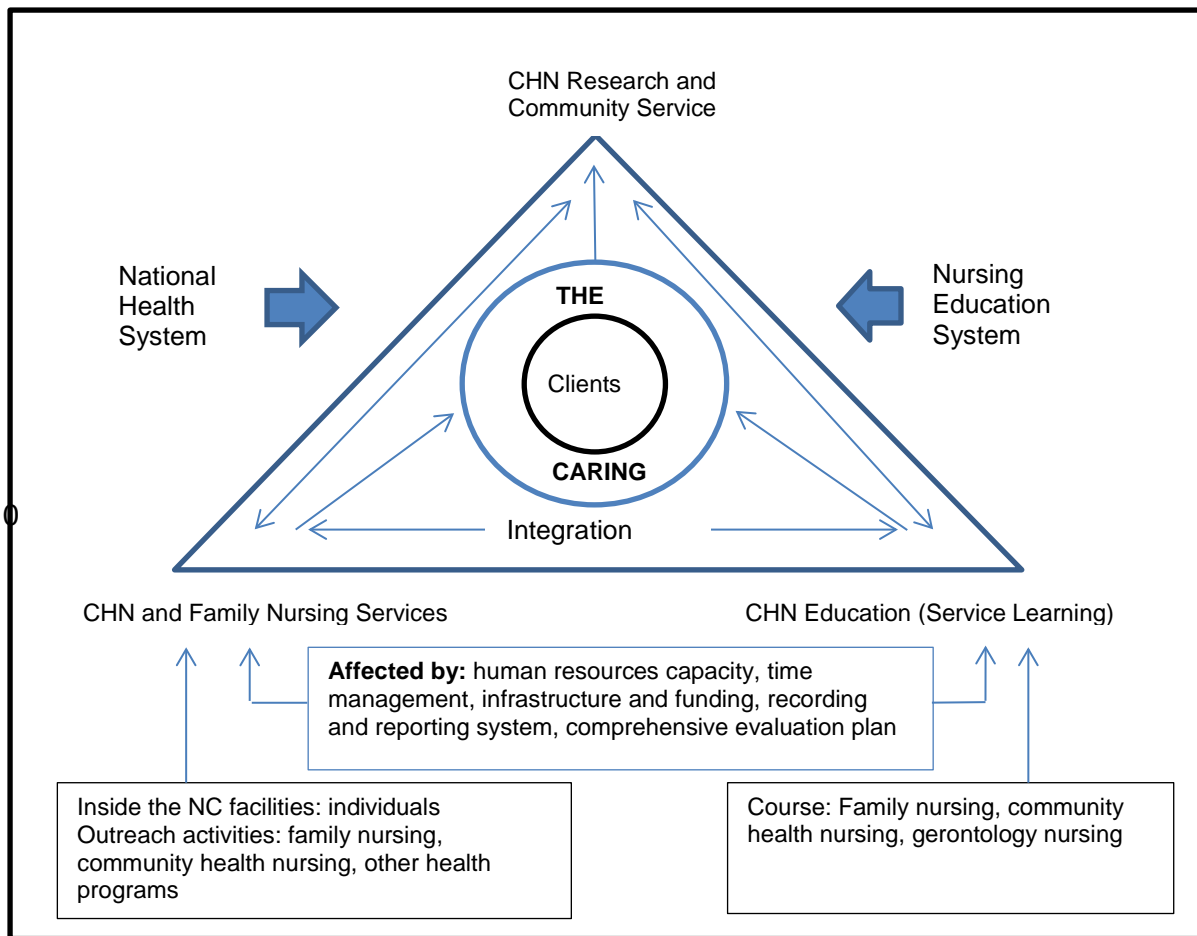 CHN Research and
Community Service
National
Health
System
Nursing
Education
System
THE
Clients
CARING
Integration
0
CHN and Family Nursing Services
CHN Education (Service Learning)
Affected by: human resources capacity, time
management, infrastructure and funding, recording
and reporting system, comprehensive evaluation plan
Inside the NC facilities: individuals
Outreach activities: family nursing,
community health nursing, other health
programs
Course: Family nursing, community
health nursing, gerontology nursing